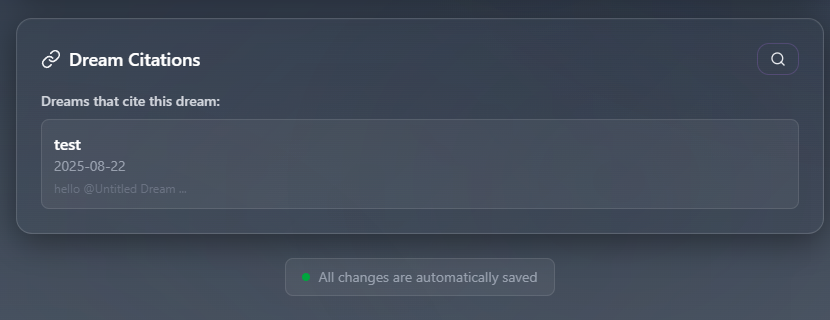 Dream Citations
Dreams that cite this dream:
test
2025-08-22
hello @Untitled Dream ...
All changes are automatically saved